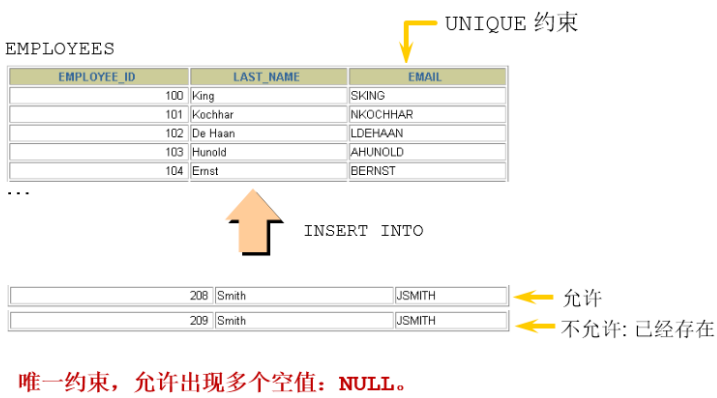 UNIQUE 约束
EMPLOYEES
EMPLOYEE_ID LAST_NAME EMAIL
100 King SKING
101 Kochhar NKOCHHAR
102 De Haan LDEHAAN
103 Hunold AHUNOLD
104 Ernst BERNST
...
INSERT INTO
208 Smith JSMITH 允许
209 Smith JSMITH 不允许: 已经存在
唯一约束，允许出现多个空值：NULL。